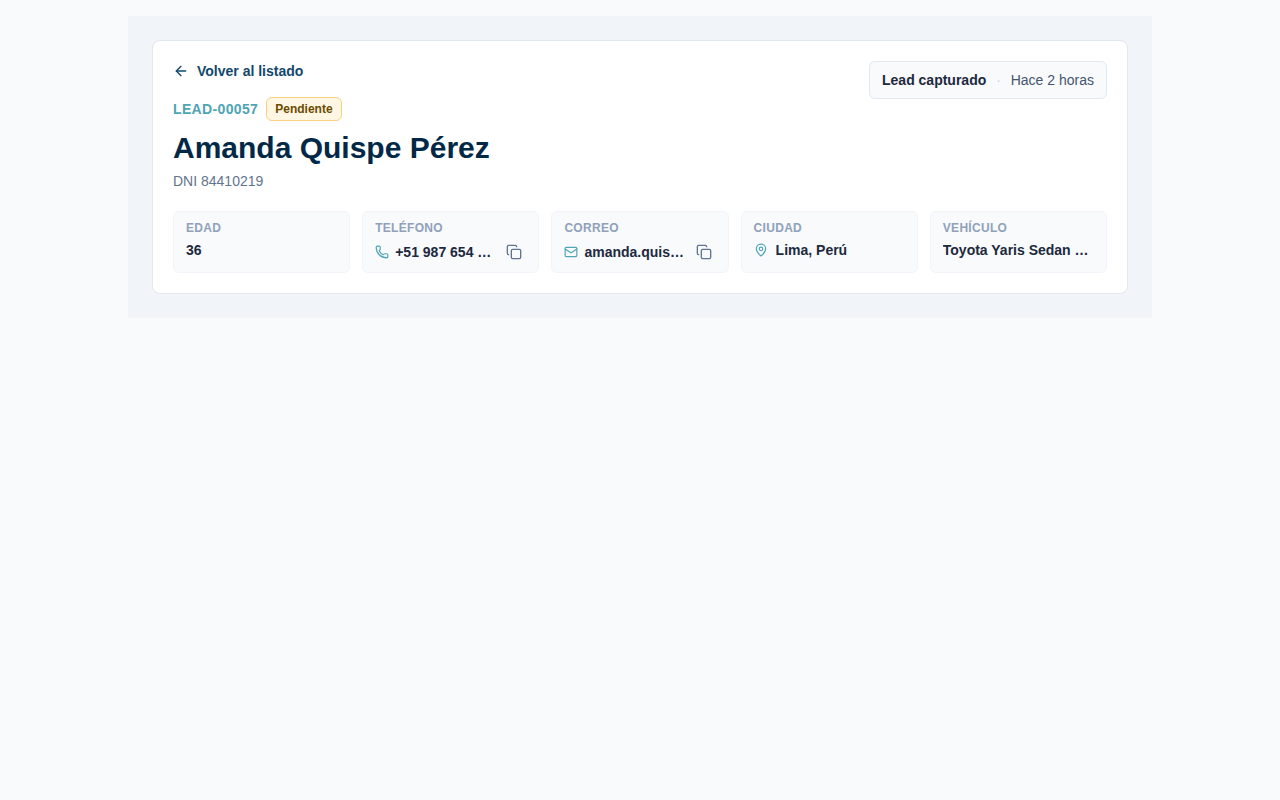 Volver al listado
Lead capturado · Hace 2 horas
LEAD-00057 Pendiente
Amanda Quispe Pérez
DNI 84410219
EDAD
36
TELÉFONO
+51 987 654 …
CORREO
amanda.quis…
CIUDAD
Lima, Perú
VEHÍCULO
Toyota Yaris Sedan …